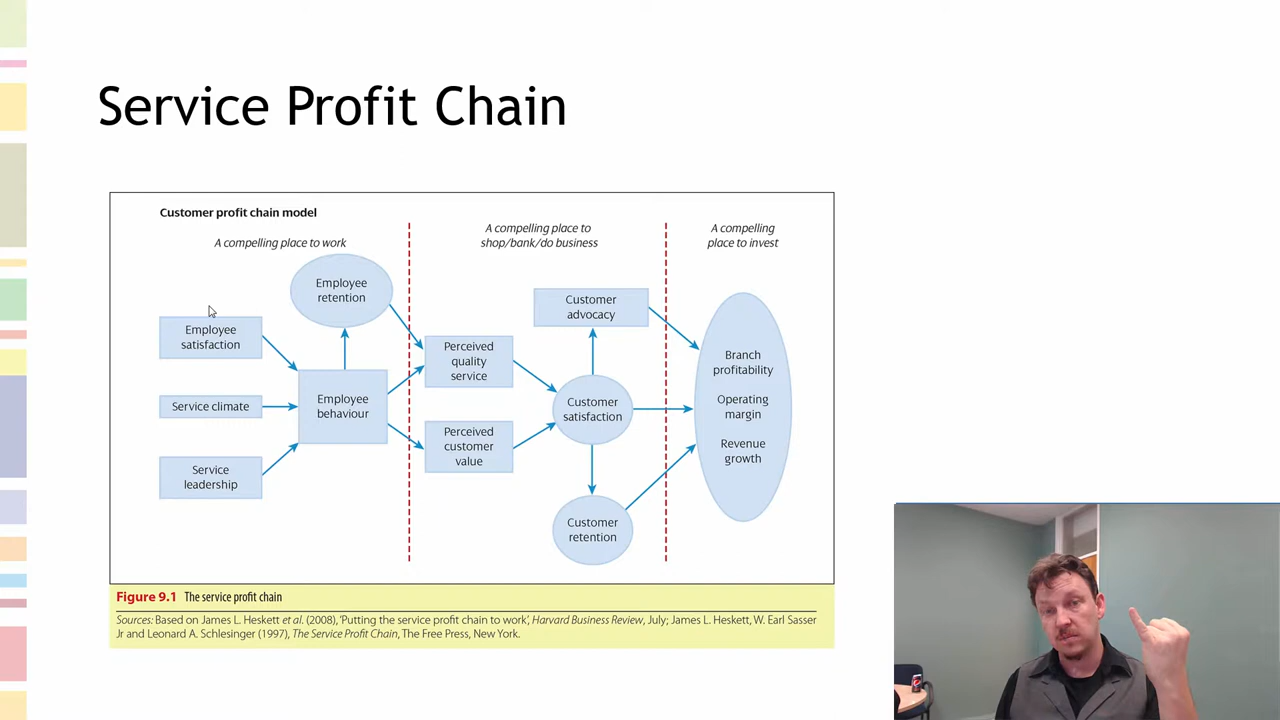 Service Profit Chain
Customer profit chain model
A compelling place to work
A compelling place to
shop/bank/do business
A compelling
place to invest
Employee
retention
Employee
satisfaction
Service climate
Service
leadership
Employee
behaviour
Perceived
quality
service
Perceived
customer
value
Customer
advocacy
Customer
satisfaction
Customer
retention
Branch
profitability
Operating
margin
Revenue
growth
Figure 9.1 The service profit chain
Sources: Based on James L. Heskett et al. (2008), 'Putting the service profit chain to work', Harvard Business Review, July; James L. Heskett, W. Earl Sasser
Jr and Leonard A. Schlesinger (1997), The Service Profit Chain, The Free Press, New York.